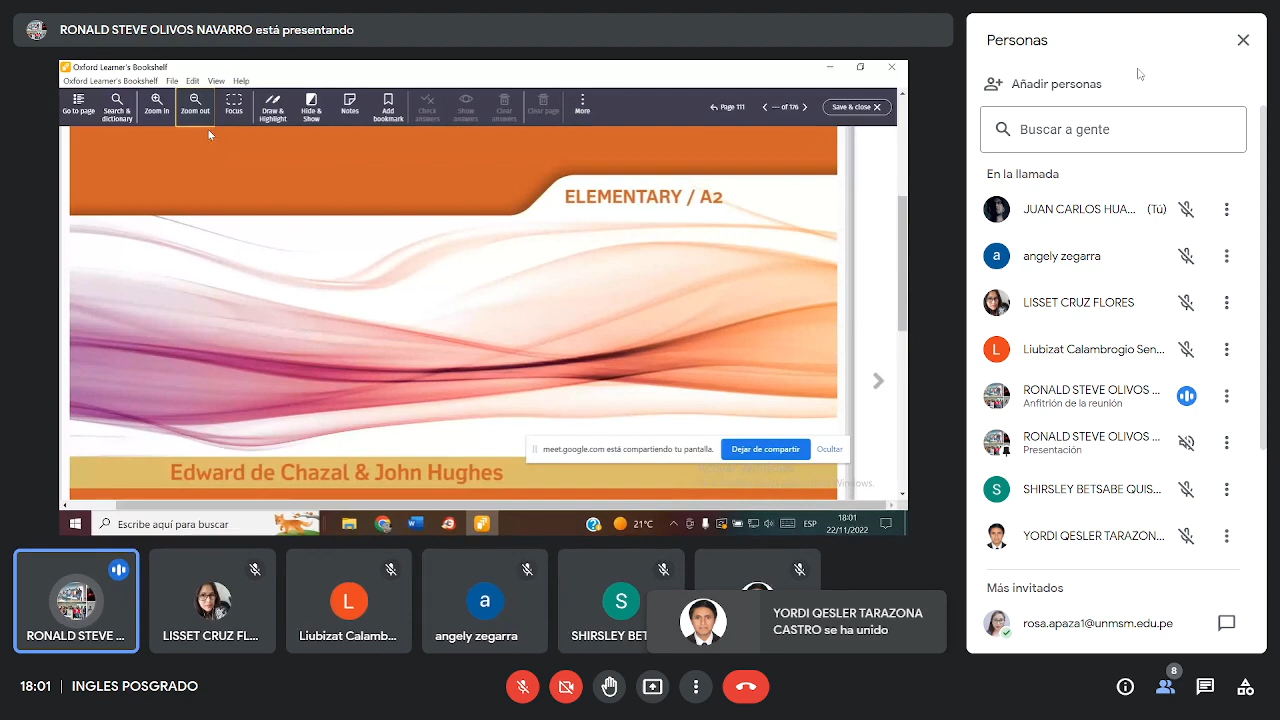 RONALD STEVE OLIVOS NAVARRO está presentando
Oxford Learner's Bookshelf
Oxford Learner's Bookshelf File Edit View Help
Go to page
Search & dictionary
Zoom in
Zoom out
Focus
Draw & Highlight
Hide & Show
Notes
Add bookmark
Check answers
Show answers
Clear answers
Clear page
More
Page 111
— of 176
Save & close
ELEMENTARY / A2
meet.google.com está compartiendo tu pantalla.
Dejar de compartir
Ocultar
Edward de Chazal & John Hughes
Escribe aquí para buscar
21°C
ESP
18:01
22/11/2022
RONALD STEVE ...
LISSET CRUZ FL...
Liubizat Calamb...
angely zegarra
SHIRSLEY BET
YORDI QESLER TARAZONA
CASTRO se ha unido
18:01 | INGLES POSGRADO
Personas
Añadir personas
Buscar a gente
En la llamada
JUAN CARLOS HUA... (Tú)
angely zegarra
LISSET CRUZ FLORES
Liubizat Calambrogio Sen...
RONALD STEVE OLIVOS ...
Anfitrión de la reunión
RONALD STEVE OLIVOS ...
Presentación
SHIRSLEY BETSABE QUIS...
YORDI QESLER TARAZON...
Más invitados
rosa.apaza1@unmsm.edu.pe
8